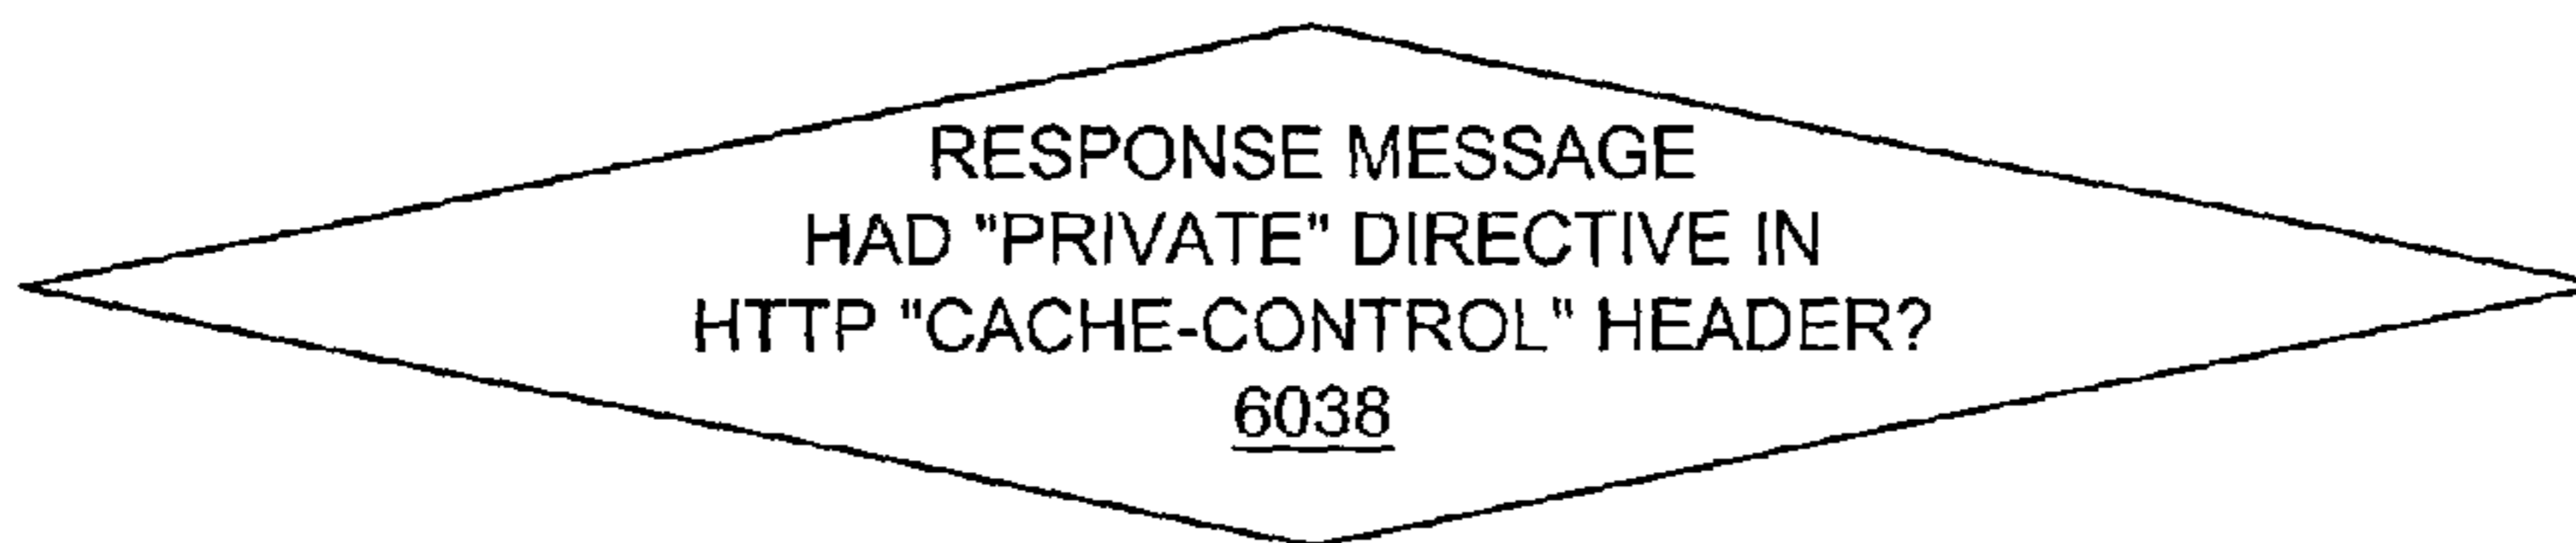 RESPONSE MESSAGE
HAD "PRIVATE" DIRECTIVE IN
HTTP "CACHE-CONTROL" HEADER?
6038